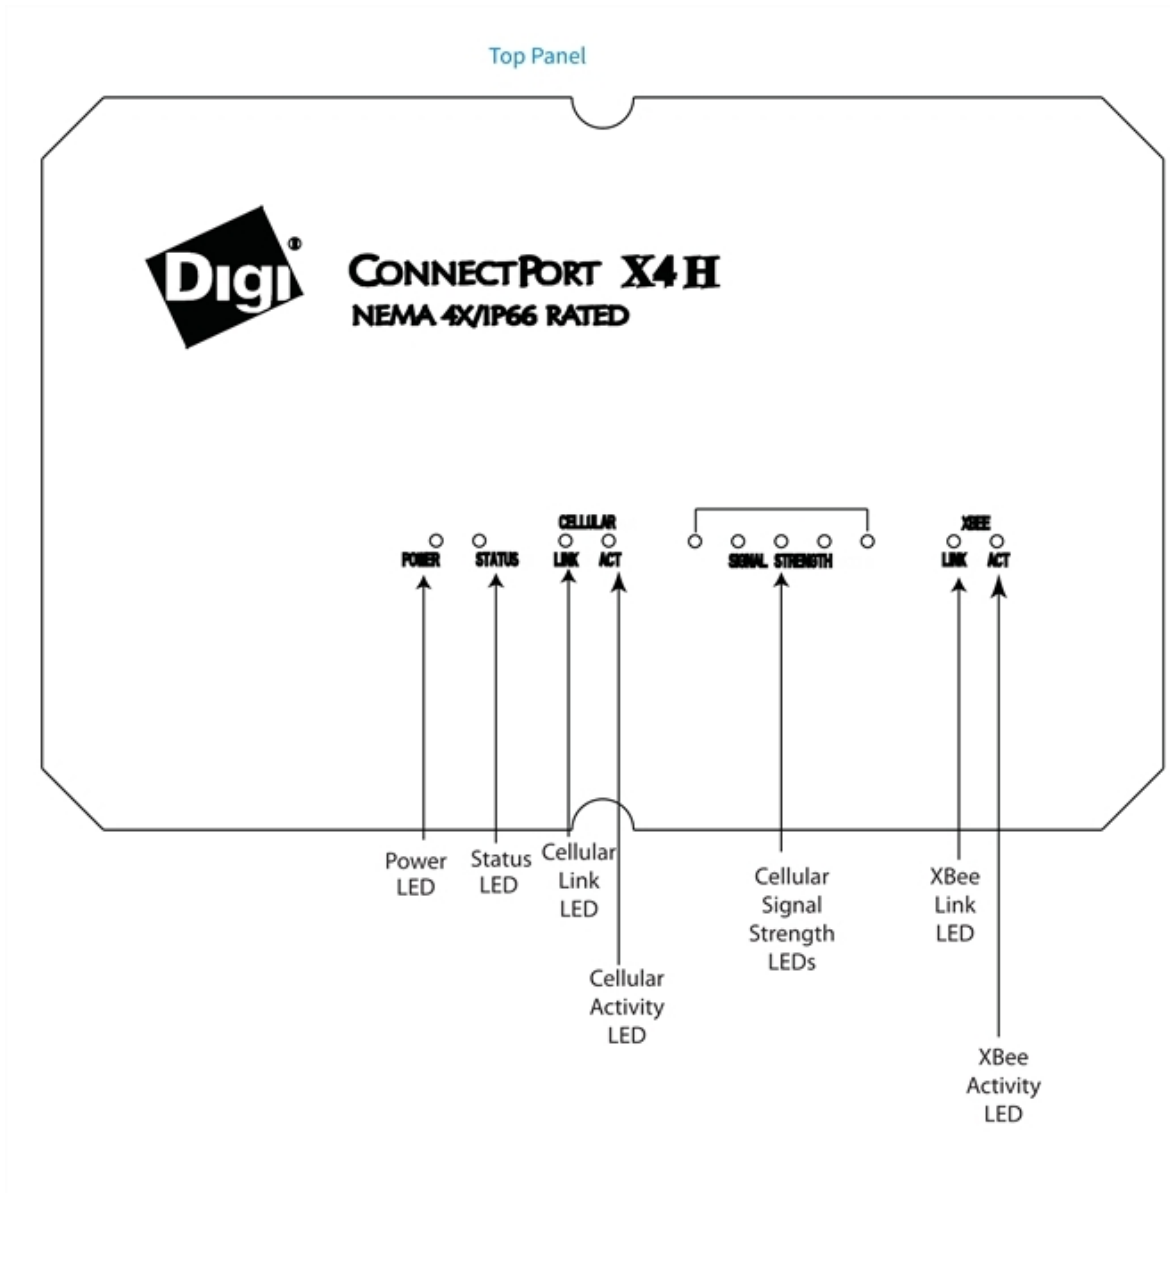 Top Panel
Digi®
CONNECTPORT X4 H
NEMA 4X/IP66 RATED
CELLULAR
XBEE
POWER STATUS LINK ACT SIGNAL STRENGTH LINK ACT
Power
LED
Status
LED
Cellular
Link
LED
Cellular
Activity
LED
Cellular
Signal
Strength
LEDs
XBee
Link
LED
XBee
Activity
LED